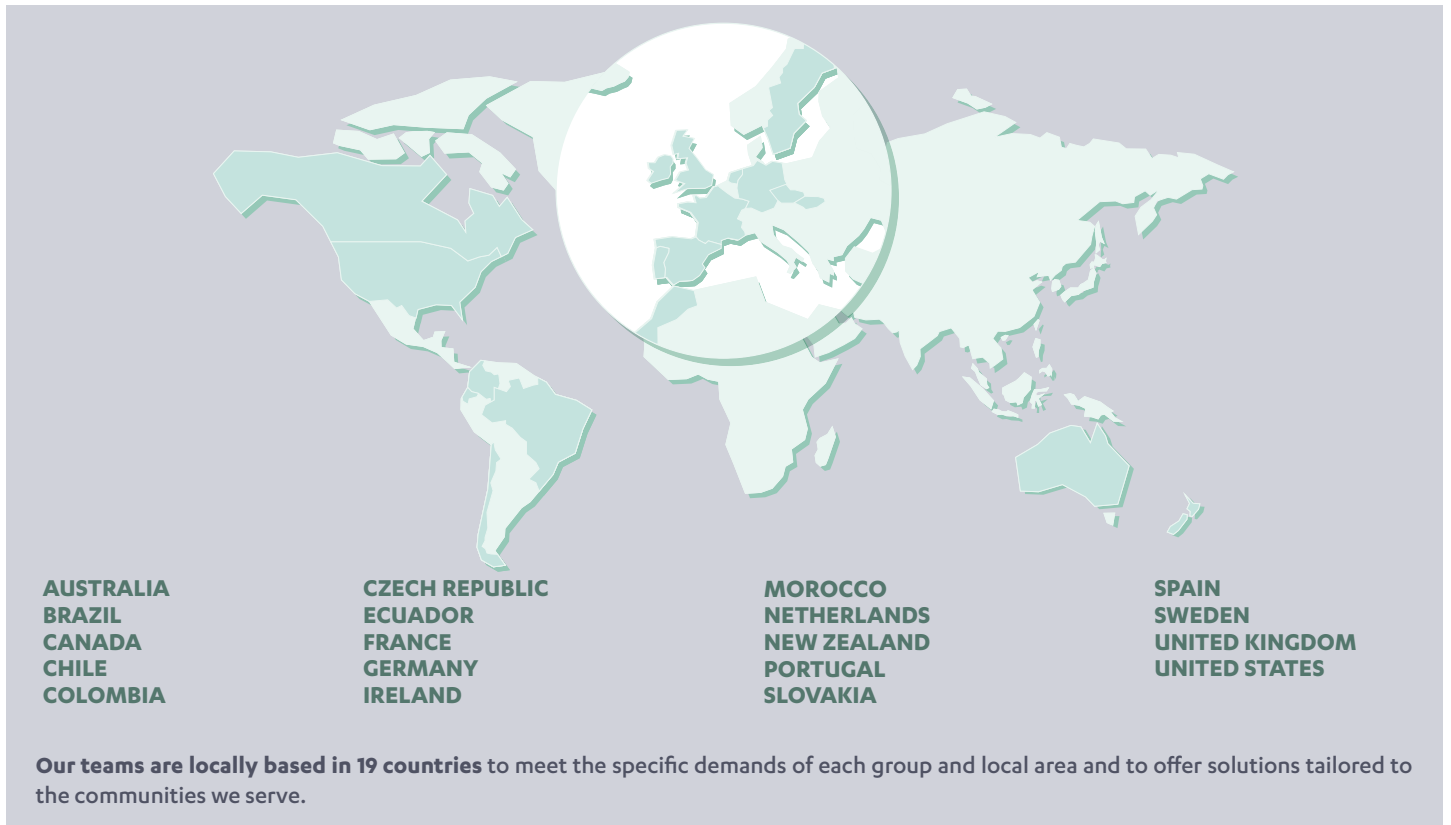 AUSTRALIA
BRAZIL
CANADA
CHILE
COLOMBIA
CZECH REPUBLIC
ECUADOR
FRANCE
GERMANY
IRELAND
MOROCCO
NETHERLANDS
NEW ZEALAND
PORTUGAL
SLOVAKIA
SPAIN
SWEDEN
UNITED KINGDOM
UNITED STATES
Our teams are locally based in 19 countries to meet the specific demands of each group and local area and to offer solutions tailored to
the communities we serve.